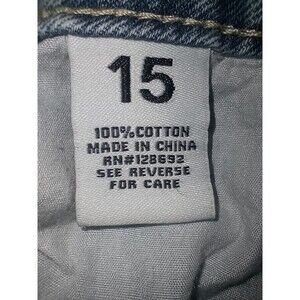 15
100%COTTON
MADE IN CHINA
RN#128692
SEE REVERSE
FOR CARE